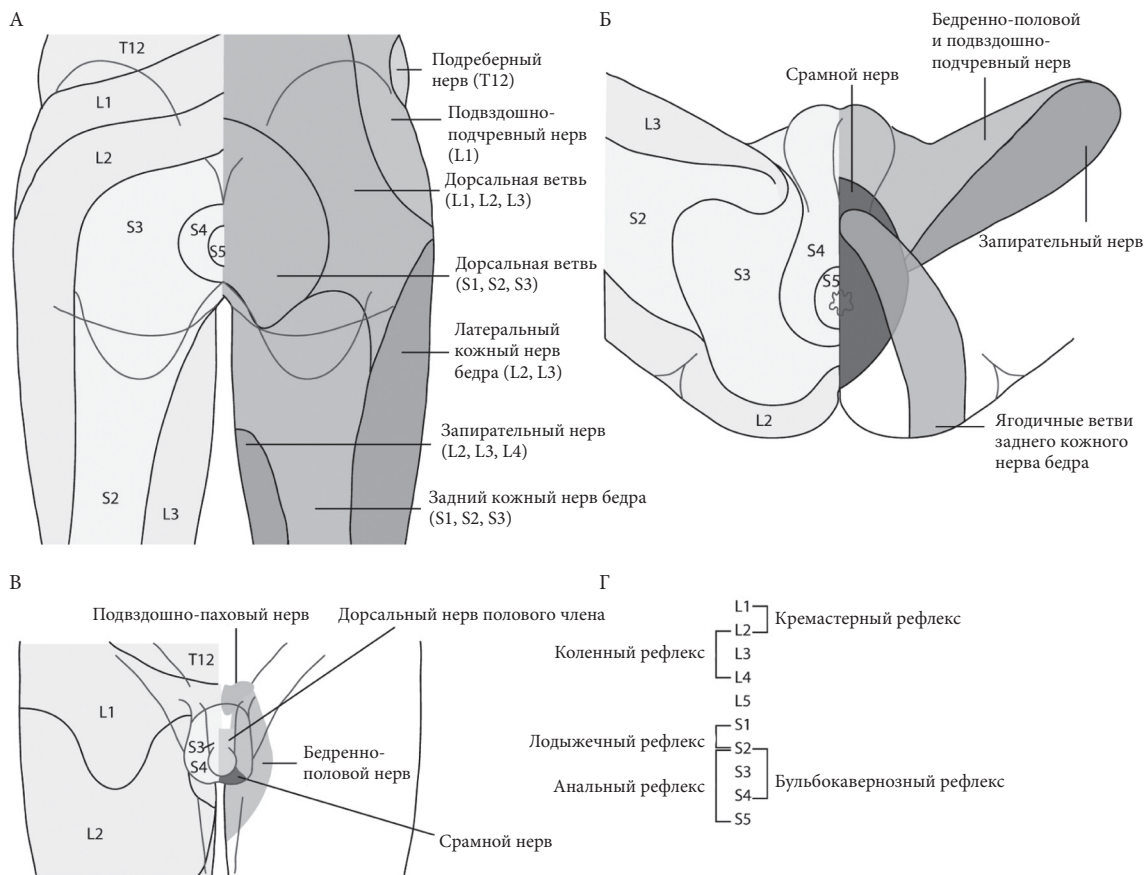 А
T12
L1
L2
S3
S4
S5
S2
L3
Подреберный
нерв (T12)
Подвздошно-
подчревный нерв
(L1)
Дорсальная ветвь
(L1, L2, L3)
Дорсальная ветвь
(S1, S2, S3)
Латеральный
кожный нерв
бедра (L2, L3)
Запирательный нерв
(L2, L3, L4)
Задний кожный нерв бедра
(S1, S2, S3)
Б
Бедренно-половой
и подвздошно-
подчревный нерв
Срамной нерв
L3
S2
S3
S4
S5
L2
Запирательный нерв
Ягодичные ветви
заднего кожного
нерва бедра
В
Подвздошно-паховый нерв
Дорсальный нерв полового члена
T12
L1
S3
S4
L2
Бедренно-
половой нерв
Срамной нерв
Г
L1
L2
L3
L4
L5
S1
S2
S3
S4
S5
Кремастерный рефлекс
Коленный рефлекс
Лодыжечный рефлекс
Анальный рефлекс
Бульбокавернозный рефлекс